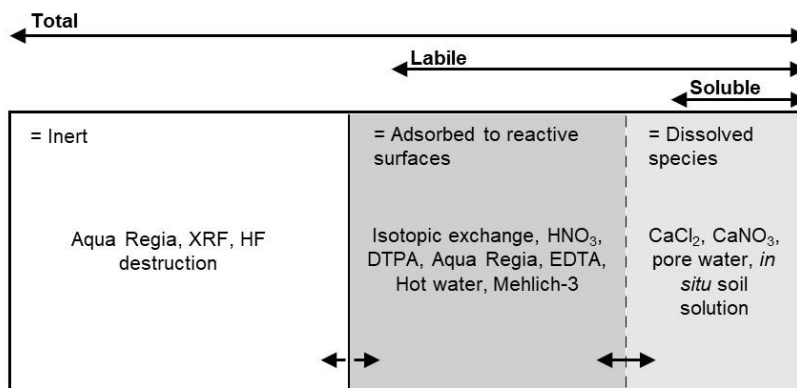 Total
Labile
Soluble
= Inert
Aqua Regia, XRF, HF
destruction
= Adsorbed to reactive
surfaces
Isotopic exchange, HNO₃,
DTPA, Aqua Regia, EDTA,
Hot water, Mehlich-3
= Dissolved
species
CaCl₂, CaNO₃,
pore water, in
situ soil
solution